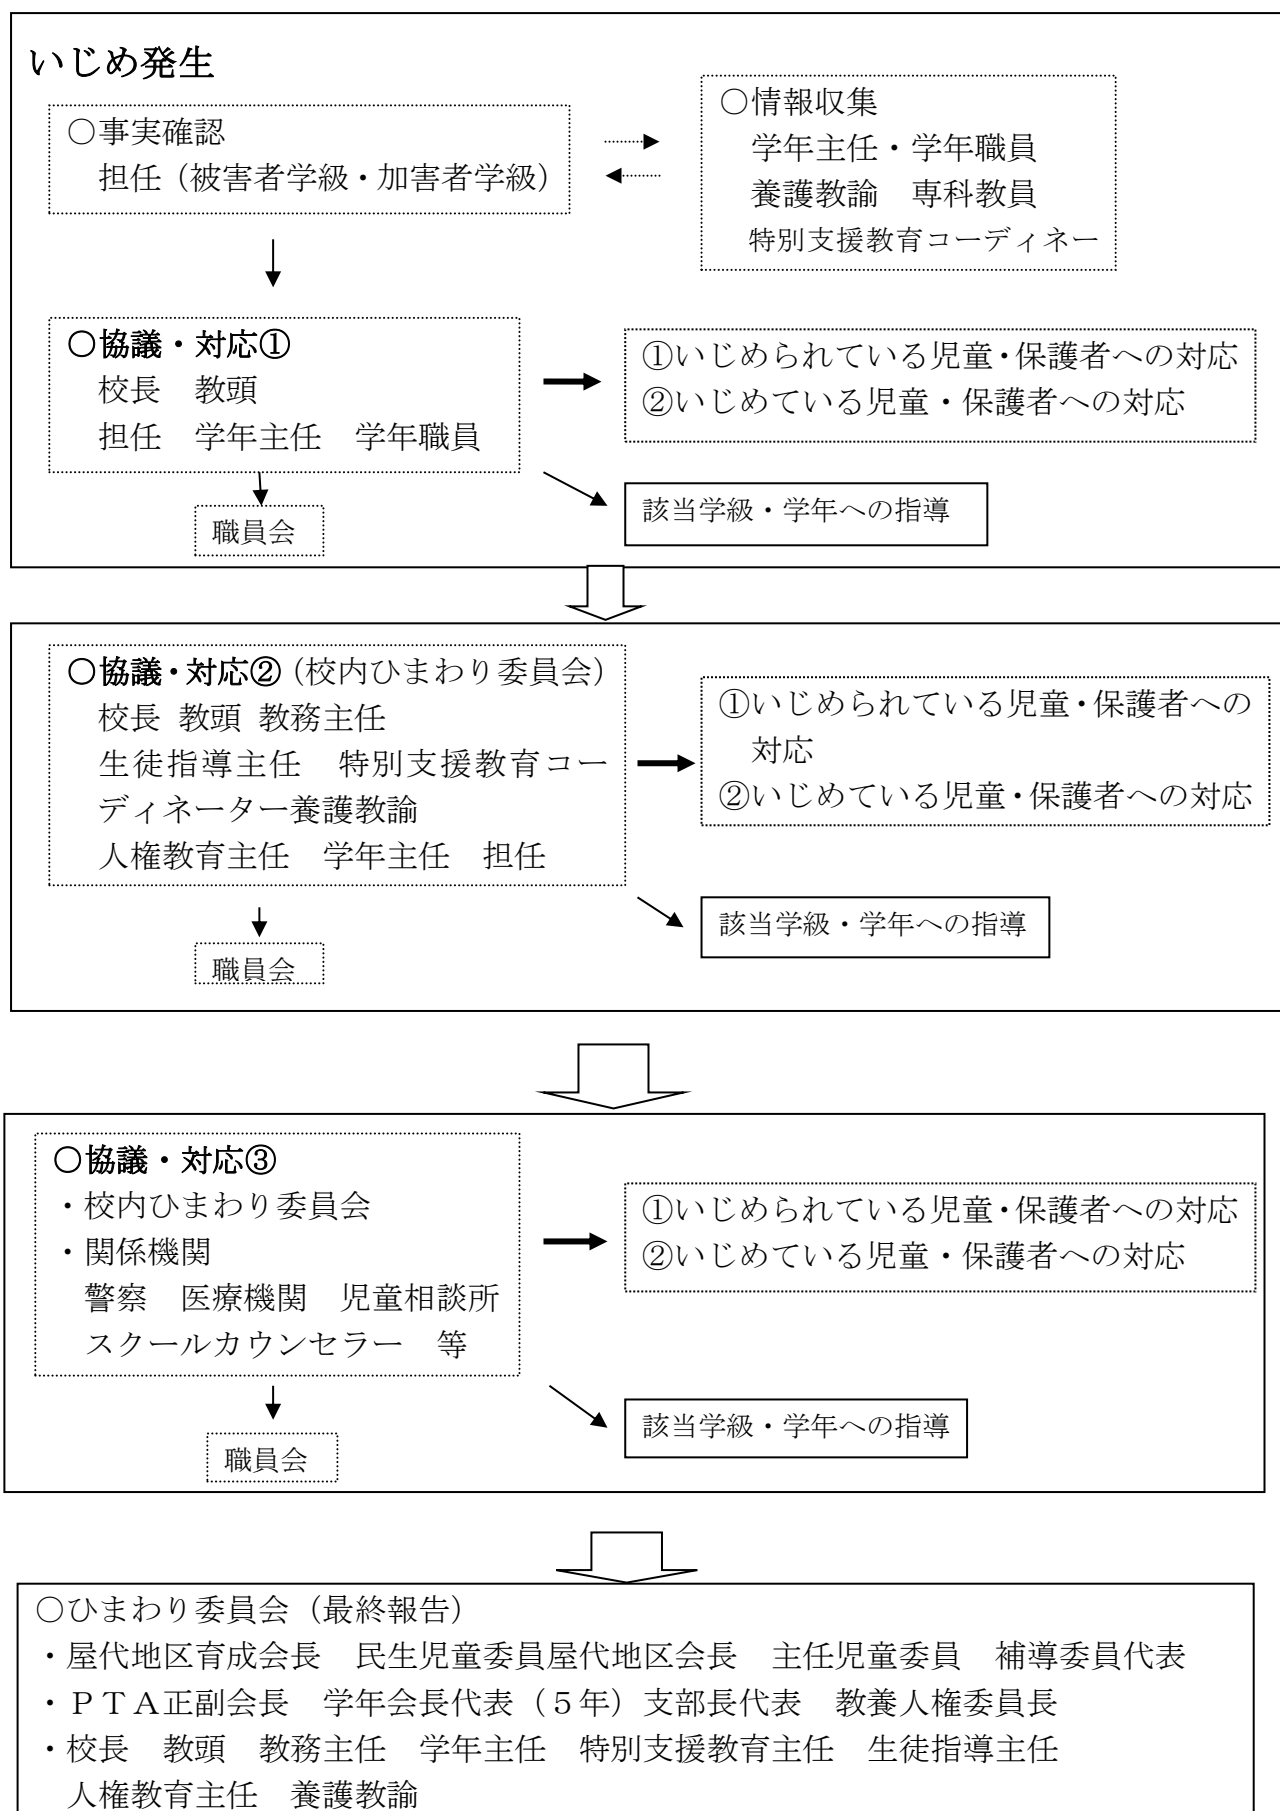 いじめ発生
○事実確認
担任（被害者学級・加害者学級）
○情報収集
学年主任・学年職員
養護教諭　専科教員
特別支援教育コーディネー
○協議・対応①
校長　教頭
担任　学年主任　学年職員
①いじめられている児童・保護者への対応
②いじめている児童・保護者への対応
職員会
該当学級・学年への指導
○協議・対応②（校内ひまわり委員会）
校長 教頭 教務主任
生徒指導主任　特別支援教育コー
ディネーター養護教諭
人権教育主任　学年主任　担任
①いじめられている児童・保護者への
対応
②いじめている児童・保護者への対応
職員会
該当学級・学年への指導
○協議・対応③
・校内ひまわり委員会
・関係機関
警察　医療機関　児童相談所
スクールカウンセラー　等
①いじめられている児童・保護者への対応
②いじめている児童・保護者への対応
職員会
該当学級・学年への指導
○ひまわり委員会（最終報告）
・屋代地区育成会長　民生児童委員屋代地区会長　主任児童委員　補導委員代表
・ＰＴＡ正副会長　学年会長代表（５年）支部長代表　教養人権委員長
・校長　教頭　教務主任　学年主任　特別支援教育主任　生徒指導主任
人権教育主任　養護教諭